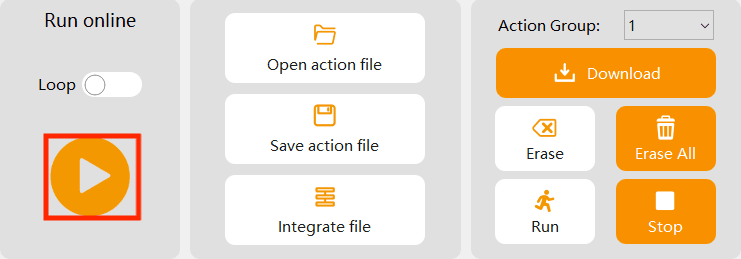 Run online
Loop
Open action file
Save action file
Integrate file
Action Group: 1
Download
Erase
Erase All
Run
Stop